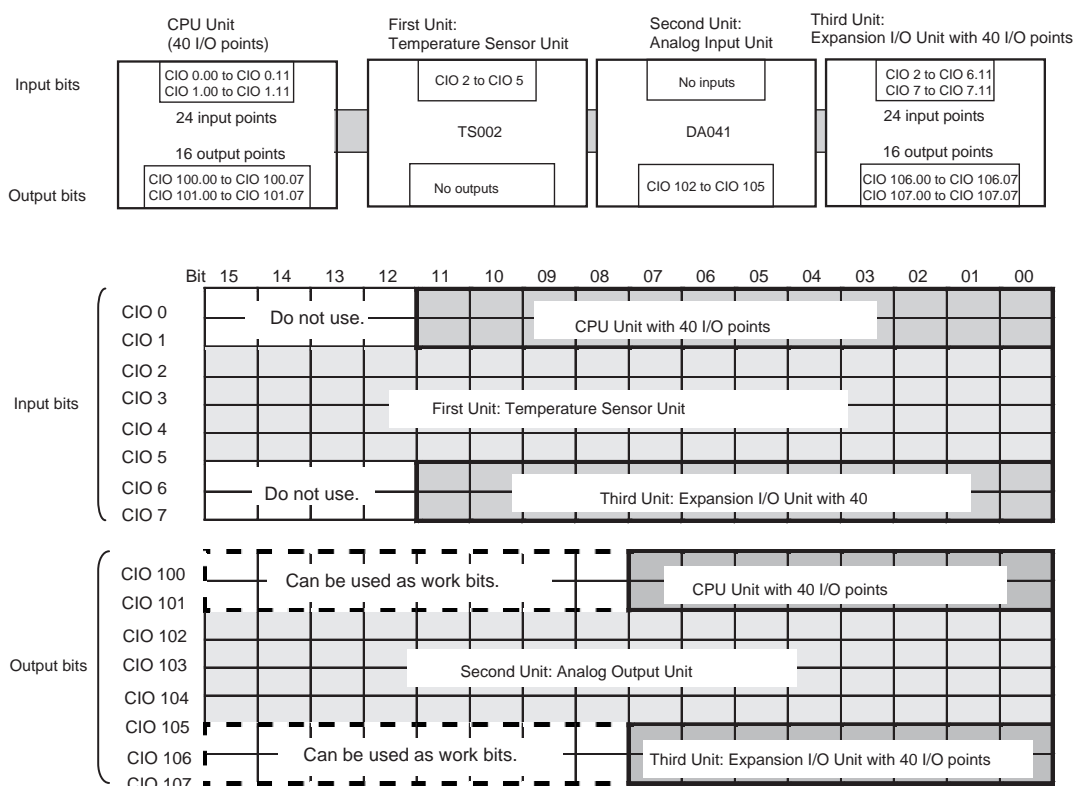 CPU Unit
(40 I/O points)
First Unit:
Temperature Sensor Unit
Second Unit:
Analog Input Unit
Third Unit:
Expansion I/O Unit with 40 I/O points
Input bits
CIO 0.00 to CIO 0.11
CIO 1.00 to CIO 1.11
24 input points
16 output points
CIO 100.00 to CIO 100.07
CIO 101.00 to CIO 101.07
CIO 2 to CIO 5
TS002
No outputs
No inputs
DA041
CIO 102 to CIO 105
CIO 2 to CIO 6.11
CIO 7 to CIO 7.11
24 input points
16 output points
CIO 106.00 to CIO 106.07
CIO 107.00 to CIO 107.07
Output bits
Bit 15 14 13 12 11 10 09 08 07 06 05 04 03 02 01 00
Input bits
CIO 0
CIO 1
CIO 2
CIO 3
CIO 4
CIO 5
CIO 6
CIO 7
Do not use.
CPU Unit with 40 I/O points
First Unit: Temperature Sensor Unit
Do not use.
Third Unit: Expansion I/O Unit with 40
Output bits
CIO 100
CIO 101
CIO 102
CIO 103
CIO 104
CIO 105
CIO 106
CIO 107
Can be used as work bits.
CPU Unit with 40 I/O points
Second Unit: Analog Output Unit
Can be used as work bits.
Third Unit: Expansion I/O Unit with 40 I/O points